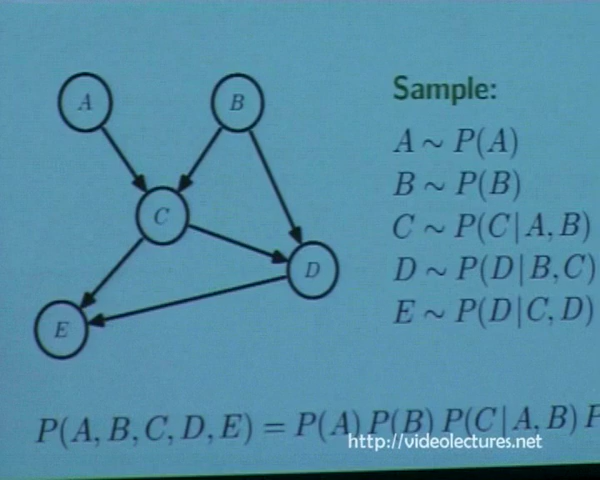 A
B
C
D
E
Sample:
A ~ P(A)
B ~ P(B)
C ~ P(C|A, B)
D ~ P(D|B, C)
E ~ P(D|C, D)
P(A, B, C, D, E) = P(A) P(B) P(C|A, B) P
http://videolectures.net